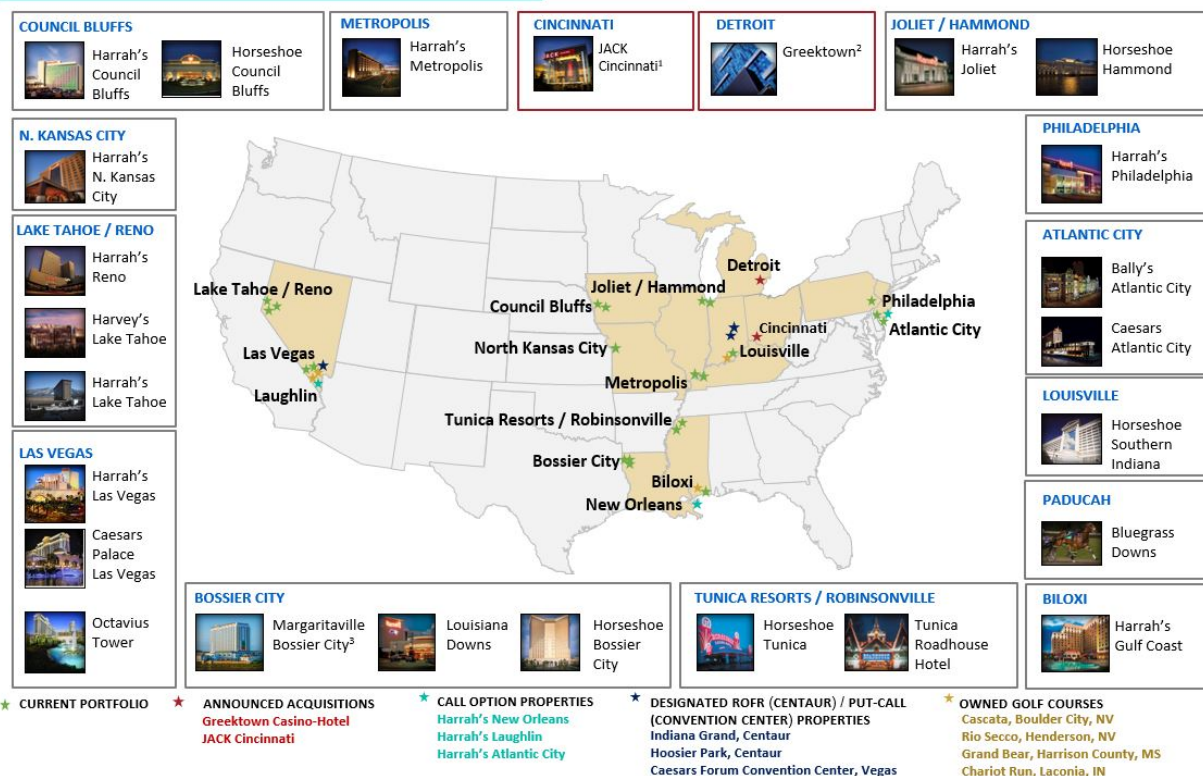 COUNCIL BLUFFS
Harrah's
Council
Bluffs
Horseshoe
Council
Bluffs
METROPOLIS
Harrah's
Metropolis
CINCINNATI
JACK
Cincinnati¹
DETROIT
Greektown²
JOLIET / HAMMOND
Harrah's
Joliet
Horseshoe
Hammond
N. KANSAS CITY
Harrah's
N. Kansas
City
LAKE TAHOE / RENO
Harrah's
Reno
Harvey's
Lake Tahoe
Harrah's
Lake Tahoe
LAS VEGAS
Harrah's
Las Vegas
Caesars
Palace
Las Vegas
Octavius
Tower
Detroit
Lake Tahoe / Reno
Joliet / Hammond
Council Bluffs
Philadelphia
Cincinnati
Atlantic City
North Kansas City
Louisville
Las Vegas
Metropolis
Laughlin
Tunica Resorts / Robinsonville
Bossier City
Biloxi
New Orleans
PHILADELPHIA
Harrah's
Philadelphia
ATLANTIC CITY
Bally's
Atlantic City
Caesars
Atlantic City
LOUISVILLE
Horseshoe
Southern
Indiana
PADUCAH
Bluegrass
Downs
BILOXI
Harrah's
Gulf Coast
BOSSIER CITY
Margaritaville
Bossier City³
Louisiana
Downs
Horseshoe
Bossier
City
TUNICA RESORTS / ROBINSONVILLE
Horseshoe
Tunica
Tunica
Roadhouse
Hotel
CURRENT PORTFOLIO
ANNOUNCED ACQUISITIONS
Greektown Casino-Hotel
JACK Cincinnati
CALL OPTION PROPERTIES
Harrah's New Orleans
Harrah's Laughlin
Harrah's Atlantic City
DESIGNATED ROFR (CENTAUR) / PUT-CALL
(CONVENTION CENTER) PROPERTIES
Indiana Grand, Centaur
Hoosier Park, Centaur
Caesars Forum Convention Center, Vegas
OWNED GOLF COURSES
Cascata, Boulder City, NV
Rio Secco, Henderson, NV
Grand Bear, Harrison County, MS
Chariot Run, Laconia, IN